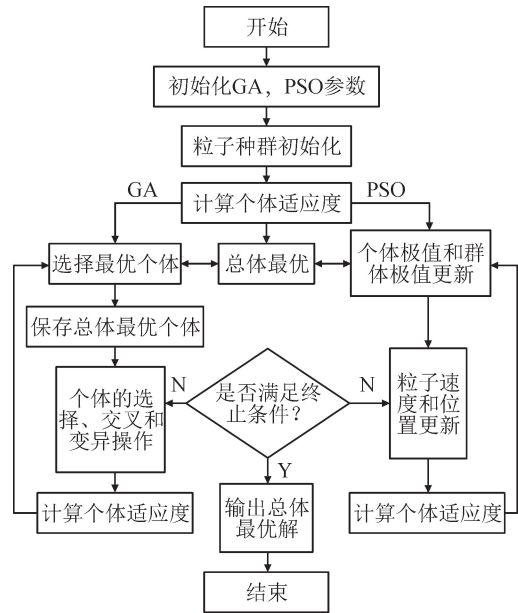 开始
初始化GA，PSO参数
粒子种群初始化
GA
计算个体适应度
PSO
选择最优个体
总体最优
个体极值和群
体极值更新
保存总体最优个体
个体的选
择、交叉和
变异操作
N
是否满足终
止条件？
N
粒子速
度和位
置更新
Y
计算个体适应度
输出总体
最优解
计算个体适应度
结束